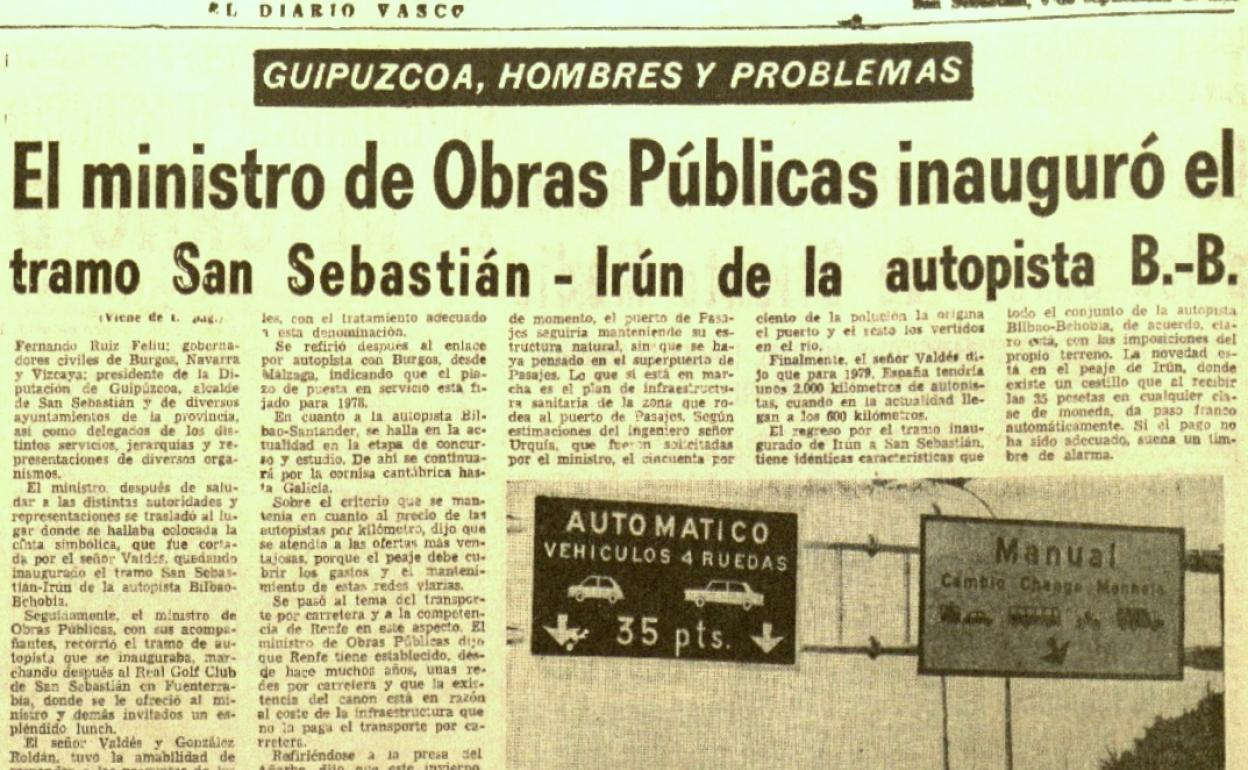 EL DIARIO VASCO
GUIPUZCOA, HOMBRES Y PROBLEMAS
El ministro de Obras Públicas inauguró el
tramo San Sebastián - Irún de la autopista B.-B.
(Viene de 1. pág.)
Fernando Ruiz Feliu; goberna-
dores civiles de Burgos, Navarra
y Vizcaya; presidente de la Di-
putación de Guipúzcoa, alcalde
de San Sebastián y de diversos
ayuntamientos de la provincia,
así como delegados de los dis-
tintos servicios, jerarquías y re-
presentaciones de diversos orga-
nismos.
El ministro, después de salu-
dar a las distintas autoridades y
representaciones se trasladó al lu-
gar donde se hallaba colocada la
cinta simbólica, que fue corta-
da por el señor Valdés, quedando
inaugurado el tramo San Sebas-
tián-Irún de la autopista Bilbao-
Behobia.
Seguidamente, el ministro de
Obras Públicas, con sus acompa-
ñantes, recorrió el tramo de au-
topista que se inauguraba, mar-
chando después al Real Golf Club
de San Sebastián en Fuenterra-
bía, donde se le ofreció al mi-
nistro y demás invitados un es-
pléndido lunch.
El señor Valdés y González
Roldán, tuvo la amabilidad de
les, con el tratamiento adecuado
a esta denominación.
Se refirió después al enlace
por autopista con Burgos, desde
Málzaga, indicando que el pla-
zo de puesta en servicio está fi-
jado para 1978.
En cuanto a la autopista Bil-
bao-Santander, se halla en la ac-
tualidad en la etapa de concur-
so y estudio. De ahí se continua-
rá por la cornisa cantábrica has-
ta Galicia.
Sobre el criterio que se man-
tenía en cuanto al precio de las
autopistas por kilómetro, dijo que
se atendía a las ofertas más ven-
tajosas, porque el peaje debe cu-
brir los gastos y el manteni-
miento de estas redes viarias.
Se pasó al tema del transpor-
te por carretera y a la competen-
cia de Renfe en este aspecto. El
ministro de Obras Públicas dijo
que Renfe tiene establecido, des-
de hace muchos años, unas re-
des por carretera y que la exis-
tencia del canon está en razón
al coste de la infraestructura que
no la paga el transporte por ca-
rretera.
Refiriéndose a la presa del
Añarbe, dijo que este invierno,
de momento, el puerto de Pasa-
jes seguiría manteniendo su es-
tructura natural, sin que se ha-
ya pensado en el superpuerto de
Pasajes. Lo que sí está en mar-
cha es el plan de infraestructu-
ra sanitaria de la zona que ro-
dea al puerto de Pasajes. Según
estimaciones del ingeniero señor
Urquía, que fueron solicitadas
por el ministro, el cincuenta por
ciento de la polución la origina
el puerto y el resto los vertidos
en el río.
Finalmente, el señor Valdés di-
jo que para 1979, España tendría
unos 2.000 kilómetros de autopis-
tas, cuando en la actualidad lle-
gan a los 600 kilómetros.
El regreso por el tramo inau-
gurado de Irún a San Sebastián,
tiene idénticas características que
todo el conjunto de la autopista
Bilbao-Behobia, de acuerdo, cla-
ro está, con las imposiciones del
propio terreno. La novedad es-
tá en el peaje de Irún, donde
existe un cestillo que al recibir
las 35 pesetas en cualquier cla-
se de moneda, da paso franco
automáticamente. Si el pago no
ha sido adecuado, suena un tim-
bre de alarma.
AUTOMATICO
VEHICULOS 4 RUEDAS
35 pts.
Manual
Cambio Change Monnaie